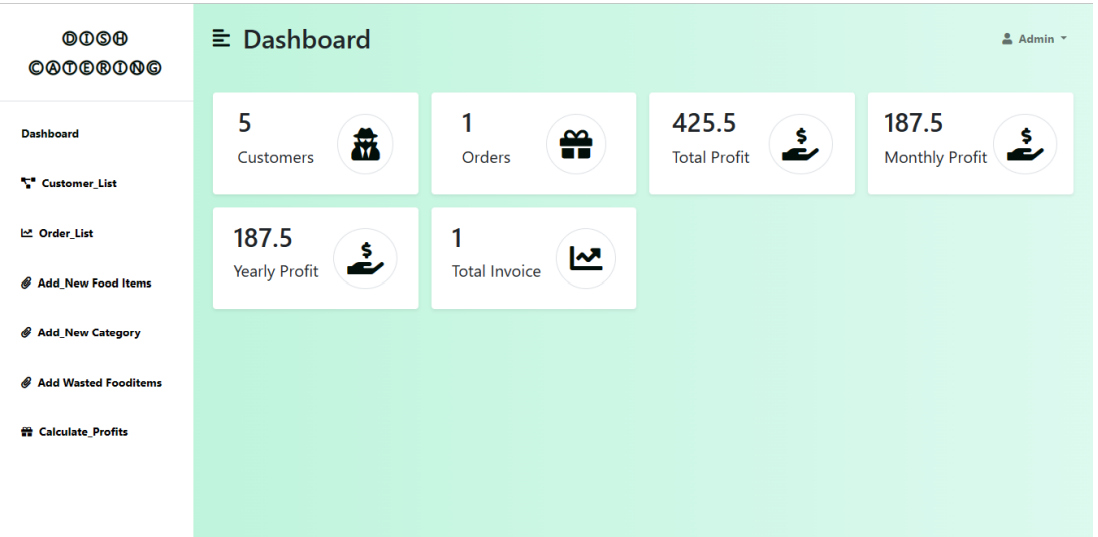 ⒹⒾⓈⒽ
ⒸⒶⓉⒺⓇⒾⓃⒼ
Dashboard
Customer_List
Order_List
Add_New Food Items
Add_New Category
Add Wasted Fooditems
Calculate_Profits
Dashboard
Admin
5
Customers
1
Orders
425.5
Total Profit
187.5
Monthly Profit
187.5
Yearly Profit
1
Total Invoice